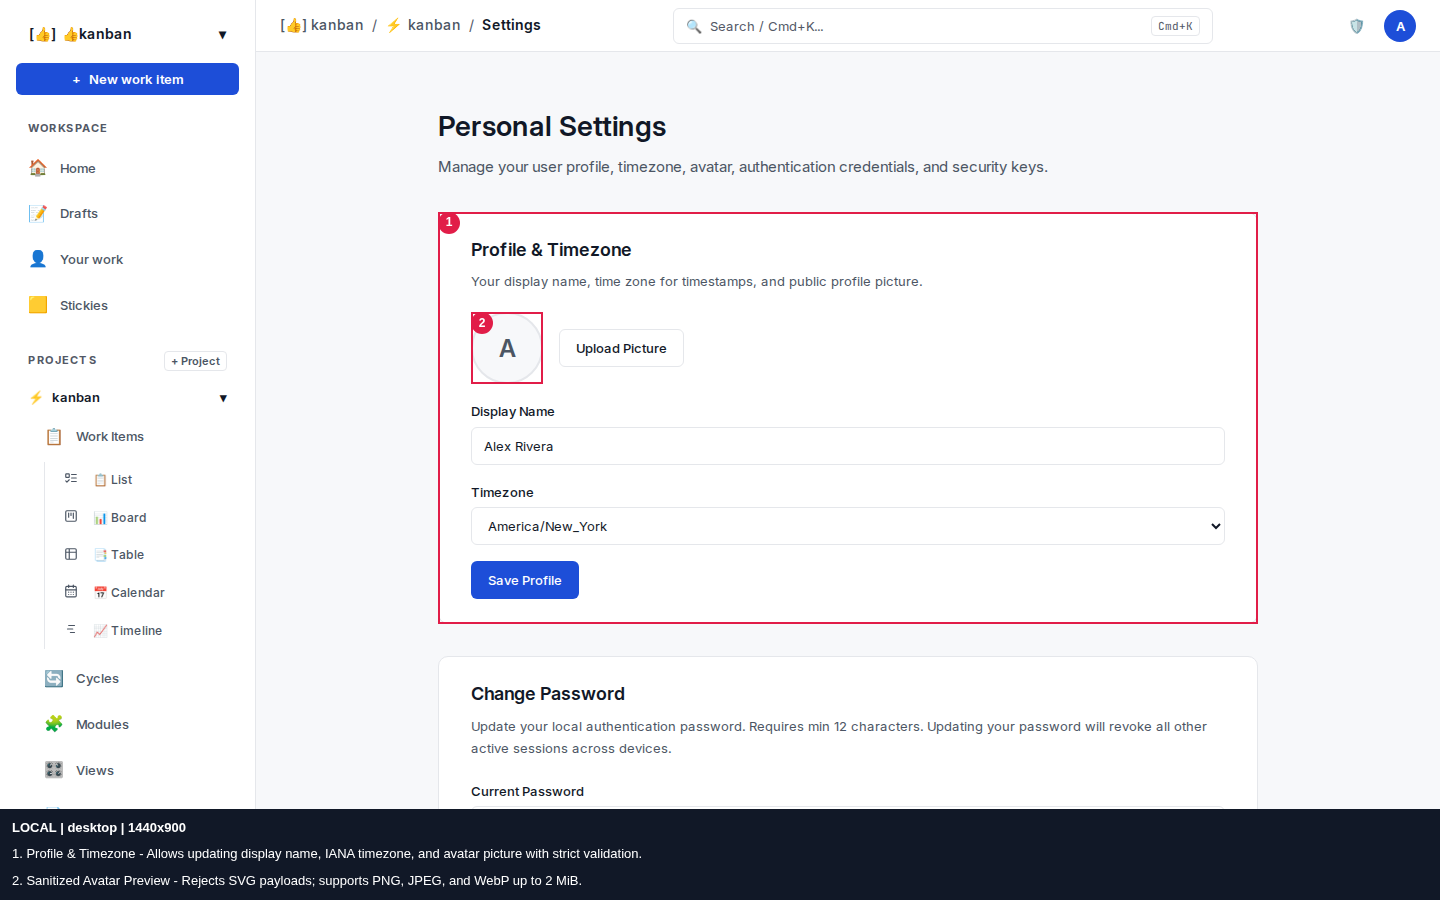 [👍] 👍kanban ▾
+ New work item
WORKSPACE
🏠 Home
📝 Drafts
👤 Your work
🟨 Stickies
PROJECTS + Project
⚡ kanban ▾
📋 Work Items
📋 List
📊 Board
📑 Table
📅 Calendar
📈 Timeline
🔄 Cycles
🧩 Modules
🎛️ Views
[👍] kanban / ⚡ kanban / Settings
🔍 Search / Cmd+K... Cmd+K
🛡️ A
Personal Settings
Manage your user profile, timezone, avatar, authentication credentials, and security keys.
1
Profile & Timezone
Your display name, time zone for timestamps, and public profile picture.
2
A
Upload Picture
Display Name
Alex Rivera
Timezone
America/New_York
Save Profile
Change Password
Update your local authentication password. Requires min 12 characters. Updating your password will revoke all other
active sessions across devices.
Current Password
LOCAL | desktop | 1440x900
1. Profile & Timezone - Allows updating display name, IANA timezone, and avatar picture with strict validation.
2. Sanitized Avatar Preview - Rejects SVG payloads; supports PNG, JPEG, and WebP up to 2 MiB.